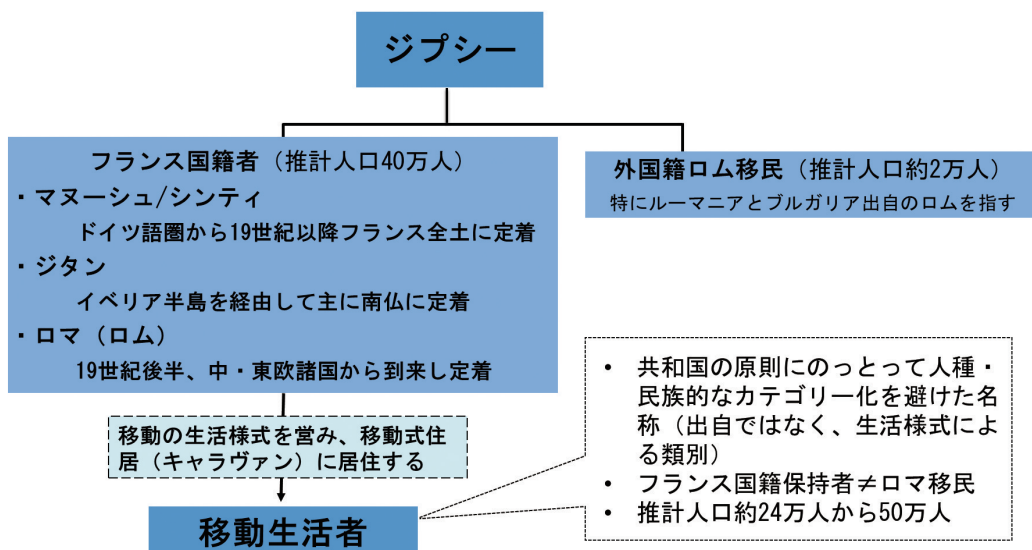 ジプシー
フランス国籍者（推計人口40万人）
・マヌーシュ/シンティ
ドイツ語圏から19世紀以降フランス全土に定着
・ジタン
イベリア半島を経由して主に南仏に定着
・ロマ（ロム）
19世紀後半、中・東欧諸国から到来し定着
外国籍ロム移民（推計人口約2万人）
特にルーマニアとブルガリア出自のロムを指す
移動の生活様式を営み、移動式住
居（キャラヴァン）に居住する
移動生活者
• 共和国の原則にのっとって人種・
民族的なカテゴリー化を避けた名
称（出自ではなく、生活様式によ
る類別）
• フランス国籍保持者≠ロマ移民
• 推計人口約24万人から50万人